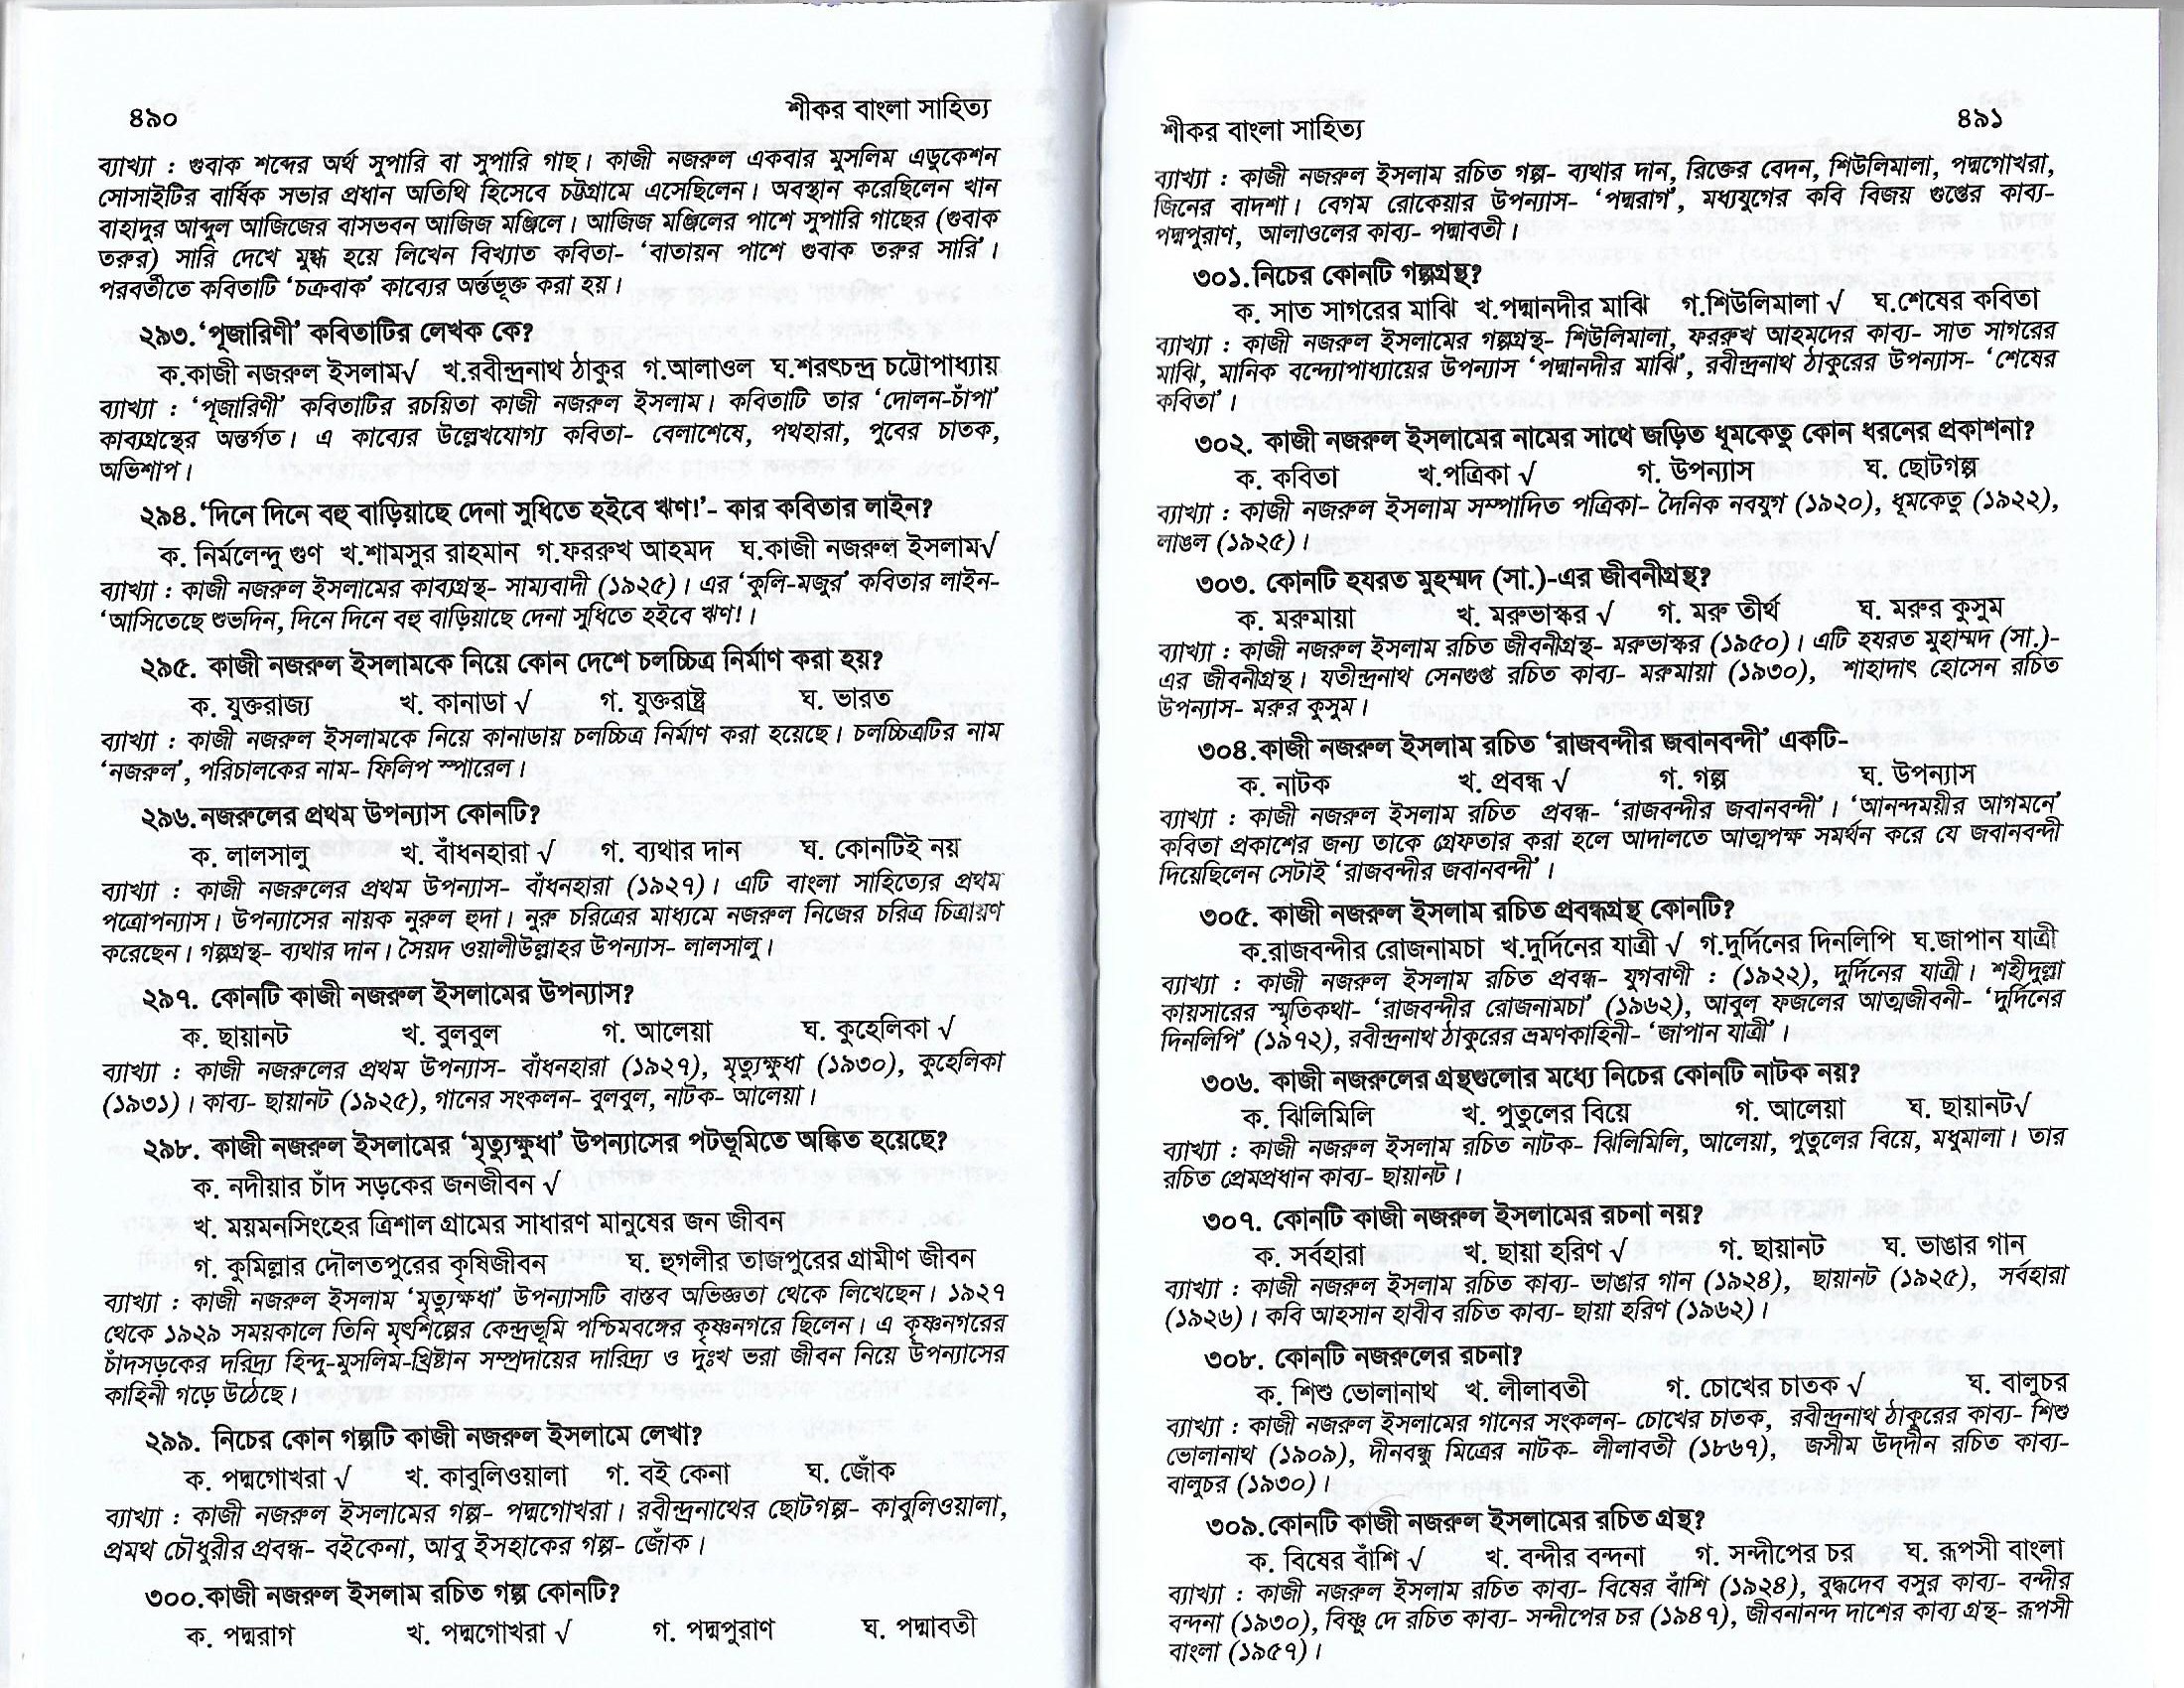 ৪৯০
শীকর বাংলা সাহিত্য
ব্যাখ্যা : গুবাক শব্দের অর্থ সুপারি বা সুপারি গাছ। কাজী নজরুল একবার মুসলিম এডুকেশন
সোসাইটির বার্ষিক সভার প্রধান অতিথি হিসেবে চট্টগ্রামে এসেছিলেন। অবস্থান করেছিলেন খান
বাহাদুর আব্দুল আজিজের বাসভবন আজিজ মঞ্জিলে। আজিজ মঞ্জিলের পাশে সুপারি গাছের (গুবাক
তরুর) সারি দেখে মুগ্ধ হয়ে লিখেন বিখ্যাত কবিতা- ‘বাতায়ন পাশে গুবাক তরুর সারি’।
পরবর্তীতে কবিতাটি ‘চক্রবাক’ কাব্যের অর্ন্তভূক্ত করা হয়।
২৯৩. ‘পূজারিণী’ কবিতাটির লেখক কে?
ক.কাজী নজরুল ইসলাম√ খ.রবীন্দ্রনাথ ঠাকুর গ.আলাওল ঘ.শরৎচন্দ্র চট্টোপাধ্যায়
ব্যাখ্যা : ‘পূজারিণী’ কবিতাটির রচয়িতা কাজী নজরুল ইসলাম। কবিতাটি তার ‘দোলন-চাঁপা’
কাব্যগ্রন্থের অন্তর্গত। এ কাব্যের উল্লেখযোগ্য কবিতা- বেলাশেষে, পথহারা, পুবের চাতক,
অভিশাপ।
২৯৪. ‘দিনে দিনে বহু বাড়িয়াছে দেনা সুধিতে হইবে ঋণ!’- কার কবিতার লাইন?
ক. নির্মলেন্দু গুণ খ.শামসুর রাহমান গ.ফররুখ আহমদ ঘ.কাজী নজরুল ইসলাম√
ব্যাখ্যা : কাজী নজরুল ইসলামের কাব্যগ্রন্থ- সাম্যবাদী (১৯২৫)। এর ‘কুলি-মজুর’ কবিতার লাইন-
‘আসিতেছে শুভদিন, দিনে দিনে বহু বাড়িয়াছে দেনা সুধিতে হইবে ঋণ!।
২৯৫. কাজী নজরুল ইসলামকে নিয়ে কোন দেশে চলচ্চিত্র নির্মাণ করা হয়?
ক. যুক্তরাজ্য খ. কানাডা √ গ. যুক্তরাষ্ট্র ঘ. ভারত
ব্যাখ্যা : কাজী নজরুল ইসলামকে নিয়ে কানাডায় চলচ্চিত্র নির্মাণ করা হয়েছে। চলচ্চিত্রটির নাম
‘নজরুল’, পরিচালকের নাম- ফিলিপ স্পারেল।
২৯৬.নজরুলের প্রথম উপন্যাস কোনটি?
ক. লালসালু খ. বাঁধনহারা √ গ. ব্যথার দান ঘ. কোনটিই নয়
ব্যাখ্যা : কাজী নজরুলের প্রথম উপন্যাস- বাঁধনহারা (১৯২৭)। এটি বাংলা সাহিত্যের প্রথম
পত্রোপন্যাস। উপন্যাসের নায়ক নুরুল হুদা। নুরু চরিত্রের মাধ্যমে নজরুল নিজের চরিত্র চিত্রায়ণ
করেছেন। গল্পগ্রন্থ- ব্যথার দান। সৈয়দ ওয়ালীউল্লাহর উপন্যাস- লালসালু।
২৯৭. কোনটি কাজী নজরুল ইসলামের উপন্যাস?
ক. ছায়ানট খ. বুলবুল গ. আলেয়া ঘ. কুহেলিকা √
ব্যাখ্যা : কাজী নজরুলের প্রথম উপন্যাস- বাঁধনহারা (১৯২৭), মৃত্যুক্ষুধা (১৯৩০), কুহেলিকা
(১৯৩১)। কাব্য- ছায়ানট (১৯২৫), গানের সংকলন- বুলবুল, নাটক- আলেয়া।
২৯৮. কাজী নজরুল ইসলামের ‘মৃত্যুক্ষুধা’ উপন্যাসের পটভূমিতে অঙ্কিত হয়েছে?
ক. নদীয়ার চাঁদ সড়কের জনজীবন √
খ. ময়মনসিংহের ত্রিশাল গ্রামের সাধারণ মানুষের জন জীবন
গ. কুমিল্লার দৌলতপুরের কৃষিজীবন ঘ. হুগলীর তাজপুরের গ্রামীণ জীবন
ব্যাখ্যা : কাজী নজরুল ইসলাম ‘মৃত্যুক্ষধা’ উপন্যাসটি বাস্তব অভিজ্ঞতা থেকে লিখেছেন। ১৯২৭
থেকে ১৯২৯ সময়কালে তিনি মৃৎশিল্পের কেন্দ্রভূমি পশ্চিমবঙ্গের কৃষ্ণনগরে ছিলেন। এ কৃষ্ণনগরের
চাঁদসড়কের দরিদ্র্য হিন্দু-মুসলিম-খ্রিষ্টান সম্প্রদায়ের দারিদ্র্য ও দুঃখ ভরা জীবন নিয়ে উপন্যাসের
কাহিনী গড়ে উঠেছে।
২৯৯. নিচের কোন গল্পটি কাজী নজরুল ইসলামে লেখা?
ক. পদ্মগোখরা √ খ. কাবুলিওয়ালা গ. বই কেনা ঘ. জোঁক
ব্যাখ্যা : কাজী নজরুল ইসলামের গল্প- পদ্মগোখরা। রবীন্দ্রনাথের ছোটগল্প- কাবুলিওয়ালা,
প্রমথ চৌধুরীর প্রবন্ধ- বইকেনা, আবু ইসহাকের গল্প- জোঁক।
৩০০.কাজী নজরুল ইসলাম রচিত গল্প কোনটি?
ক. পদ্মরাগ খ. পদ্মগোখরা √ গ. পদ্মপুরাণ ঘ. পদ্মাবতী
শীকর বাংলা সাহিত্য
৪৯১
ব্যাখ্যা : কাজী নজরুল ইসলাম রচিত গল্প- ব্যথার দান, রিক্তের বেদন, শিউলিমালা, পদ্মগোখরা,
জিনের বাদশা। বেগম রোকেয়ার উপন্যাস- ‘পদ্মরাগ’, মধ্যযুগের কবি বিজয় গুপ্তের কাব্য-
পদ্মপুরাণ, আলাওলের কাব্য- পদ্মাবতী।
৩০১.নিচের কোনটি গল্পগ্রন্থ?
ক. সাত সাগরের মাঝি খ.পদ্মানদীর মাঝি গ.শিউলিমালা √ ঘ.শেষের কবিতা
ব্যাখ্যা : কাজী নজরুল ইসলামের গল্পগ্রন্থ- শিউলিমালা, ফররুখ আহমদের কাব্য- সাত সাগরের
মাঝি, মানিক বন্দ্যোপাধ্যায়ের উপন্যাস ‘পদ্মানদীর মাঝি’, রবীন্দ্রনাথ ঠাকুরের উপন্যাস- ‘শেষের
কবিতা’।
৩০২. কাজী নজরুল ইসলামের নামের সাথে জড়িত ধূমকেতু কোন ধরনের প্রকাশনা?
ক. কবিতা খ.পত্রিকা √ গ. উপন্যাস ঘ. ছোটগল্প
ব্যাখ্যা : কাজী নজরুল ইসলাম সম্পাদিত পত্রিকা- দৈনিক নবযুগ (১৯২০), ধূমকেতু (১৯২২),
লাঙল (১৯২৫)।
৩০৩. কোনটি হযরত মুহম্মদ (সা.)-এর জীবনীগ্রন্থ?
ক. মরুমায়া খ. মরুভাস্কর √ গ. মরু তীর্থ ঘ. মরুর কুসুম
ব্যাখ্যা : কাজী নজরুল ইসলাম রচিত জীবনীগ্রন্থ- মরুভাস্কর (১৯৫০)। এটি হযরত মুহাম্মদ (সা.)-
এর জীবনীগ্রন্থ। যতীন্দ্রনাথ সেনগুপ্ত রচিত কাব্য- মরুমায়া (১৯৩০), শাহাদাৎ হোসেন রচিত
উপন্যাস- মরুর কুসুম।
৩০৪.কাজী নজরুল ইসলাম রচিত ‘রাজবন্দীর জবানবন্দী’ একটি-
ক. নাটক খ. প্রবন্ধ √ গ. গল্প ঘ. উপন্যাস
ব্যাখ্যা : কাজী নজরুল ইসলাম রচিত প্রবন্ধ- ‘রাজবন্দীর জবানবন্দী’। ‘আনন্দময়ীর আগমনে’
কবিতা প্রকাশের জন্য তাকে গ্রেফতার করা হলে আদালতে আত্মপক্ষ সমর্থন করে যে জবানবন্দী
দিয়েছিলেন সেটাই ‘রাজবন্দীর জবানবন্দী’।
৩০৫. কাজী নজরুল ইসলাম রচিত প্রবন্ধগ্রন্থ কোনটি?
ক.রাজবন্দীর রোজনামচা খ.দুর্দিনের যাত্রী √ গ.দুর্দিনের দিনলিপি ঘ.জাপান যাত্রী
ব্যাখ্যা : কাজী নজরুল ইসলাম রচিত প্রবন্ধ- যুগবাণী : (১৯২২), দুর্দিনের যাত্রী। শহীদুল্লা
কায়সারের স্মৃতিকথা- ‘রাজবন্দীর রোজনামচা’ (১৯৬২), আবুল ফজলের আত্মজীবনী- ‘দুর্দিনের
দিনলিপি’ (১৯৭২), রবীন্দ্রনাথ ঠাকুরের ভ্রমণকাহিনী- ‘জাপান যাত্রী’।
৩০৬. কাজী নজরুলের গ্রন্থগুলোর মধ্যে নিচের কোনটি নাটক নয়?
ক. ঝিলিমিলি খ. পুতুলের বিয়ে গ. আলেয়া ঘ. ছায়ানট√
ব্যাখ্যা : কাজী নজরুল ইসলাম রচিত নাটক- ঝিলিমিলি, আলেয়া, পুতুলের বিয়ে, মধুমালা। তার
রচিত প্রেমপ্রধান কাব্য- ছায়ানট।
৩০৭. কোনটি কাজী নজরুল ইসলামের রচনা নয়?
ক. সর্বহারা খ. ছায়া হরিণ √ গ. ছায়ানট ঘ. ভাঙার গান
ব্যাখ্যা : কাজী নজরুল ইসলাম রচিত কাব্য- ভাঙার গান (১৯২৪), ছায়ানট (১৯২৫), সর্বহারা
(১৯২৬)। কবি আহসান হাবীব রচিত কাব্য- ছায়া হরিণ (১৯৬২)।
৩০৮. কোনটি নজরুলের রচনা?
ক. শিশু ভোলানাথ খ. লীলাবতী গ. চোখের চাতক √ ঘ. বালুচর
ব্যাখ্যা : কাজী নজরুল ইসলামের গানের সংকলন- চোখের চাতক, রবীন্দ্রনাথ ঠাকুরের কাব্য- শিশু
ভোলানাথ (১৯০৯), দীনবন্ধু মিত্রের নাটক- লীলাবতী (১৮৬৭), জসীম উদ্‌দীন রচিত কাব্য-
বালুচর (১৯৩০)।
৩০৯.কোনটি কাজী নজরুল ইসলামের রচিত গ্রন্থ?
ক. বিষের বাঁশি √ খ. বন্দীর বন্দনা গ. সন্দীপের চর ঘ. রূপসী বাংলা
ব্যাখ্যা : কাজী নজরুল ইসলাম রচিত কাব্য- বিষের বাঁশি (১৯২৪), বুদ্ধদেব বসুর কাব্য- বন্দীর
বন্দনা (১৯৩০), বিষ্ণু দে রচিত কাব্য- সন্দীপের চর (১৯৪৭), জীবনানন্দ দাশের কাব্য গ্রন্থ- রূপসী
বাংলা (১৯৫৭)।